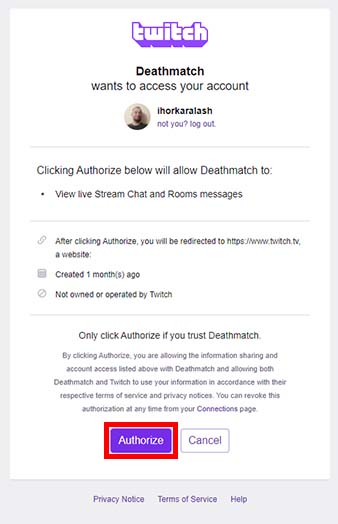 twitch
Deathmatch
wants to access your account
ihorkaralash
not you? log out.
Clicking Authorize below will allow Deathmatch to:
• View live Stream Chat and Rooms messages
After clicking Authorize, you will be redirected to https://www.twitch.tv,
a website:
Created 1 month(s) ago
Not owned or operated by Twitch
Only click Authorize if you trust Deathmatch.
By clicking Authorize, you are allowing the information sharing and
account access listed above with Deathmatch and allowing both
Deathmatch and Twitch to use your information in accordance with their
respective terms of service and privacy notices. You can revoke this
authorization at any time from your Connections page.
Authorize Cancel
Privacy Notice Terms of Service Help